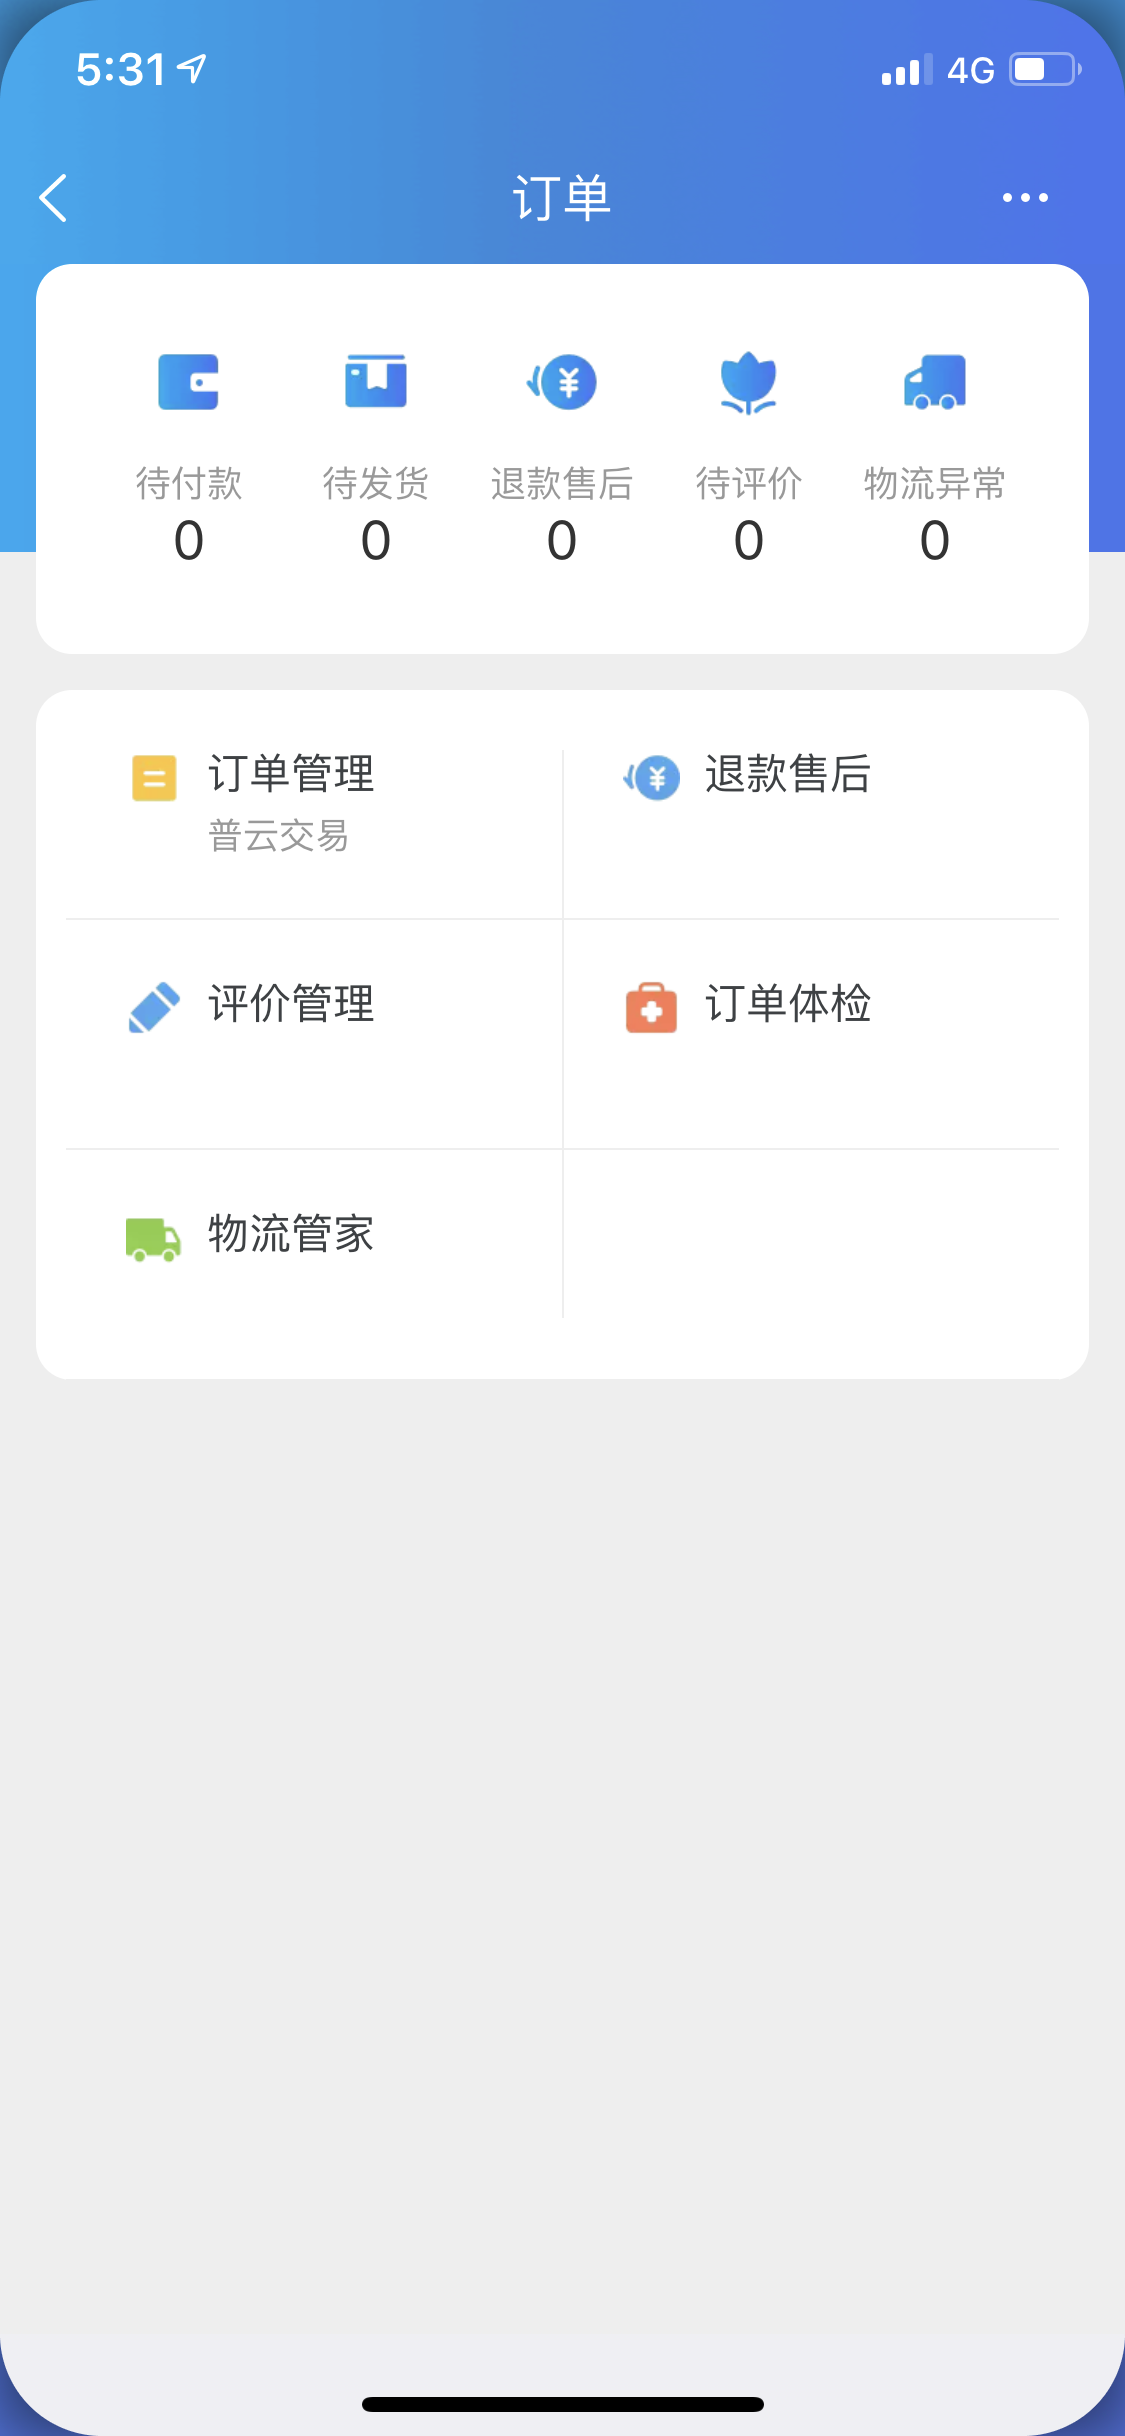 5:31 4G
订单
待付款 待发货 退款售后 待评价 物流异常
0 0 0 0 0
订单管理 退款售后
普云交易
评价管理 订单体检
物流管家